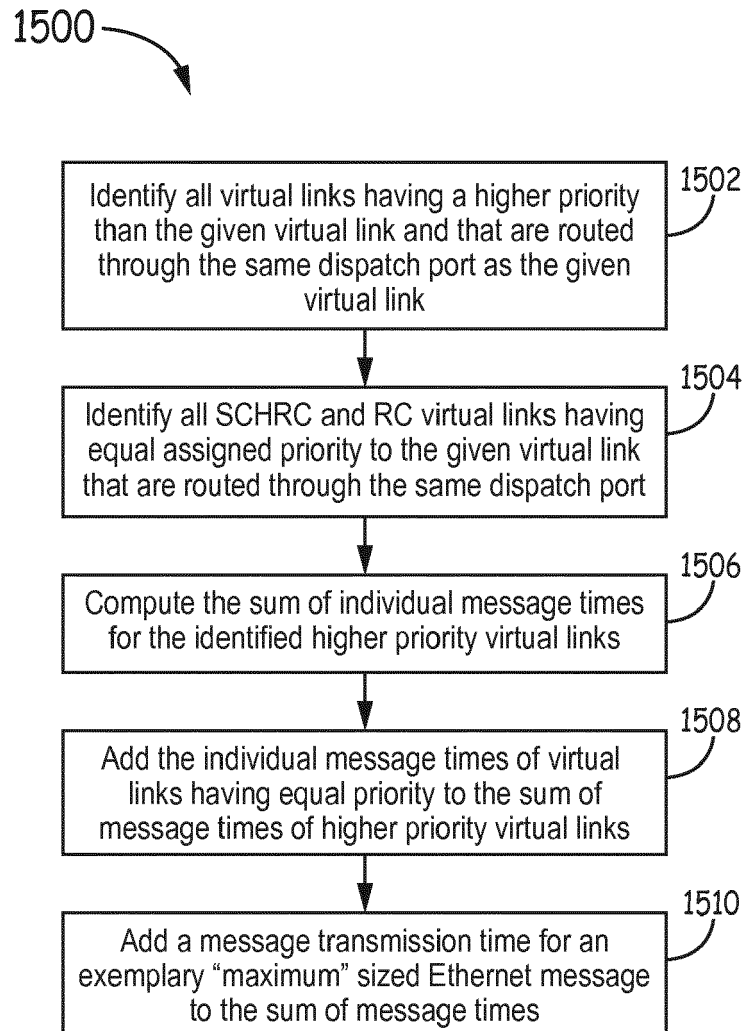 1500
1502
Identify all virtual links having a higher priority
than the given virtual link and that are routed
through the same dispatch port as the given
virtual link
1504
Identify all SCHRC and RC virtual links having
equal assigned priority to the given virtual link
that are routed through the same dispatch port
1506
Compute the sum of individual message times
for the identified higher priority virtual links
1508
Add the individual message times of virtual
links having equal priority to the sum of
message times of higher priority virtual links
1510
Add a message transmission time for an
exemplary “maximum” sized Ethernet message
to the sum of message times